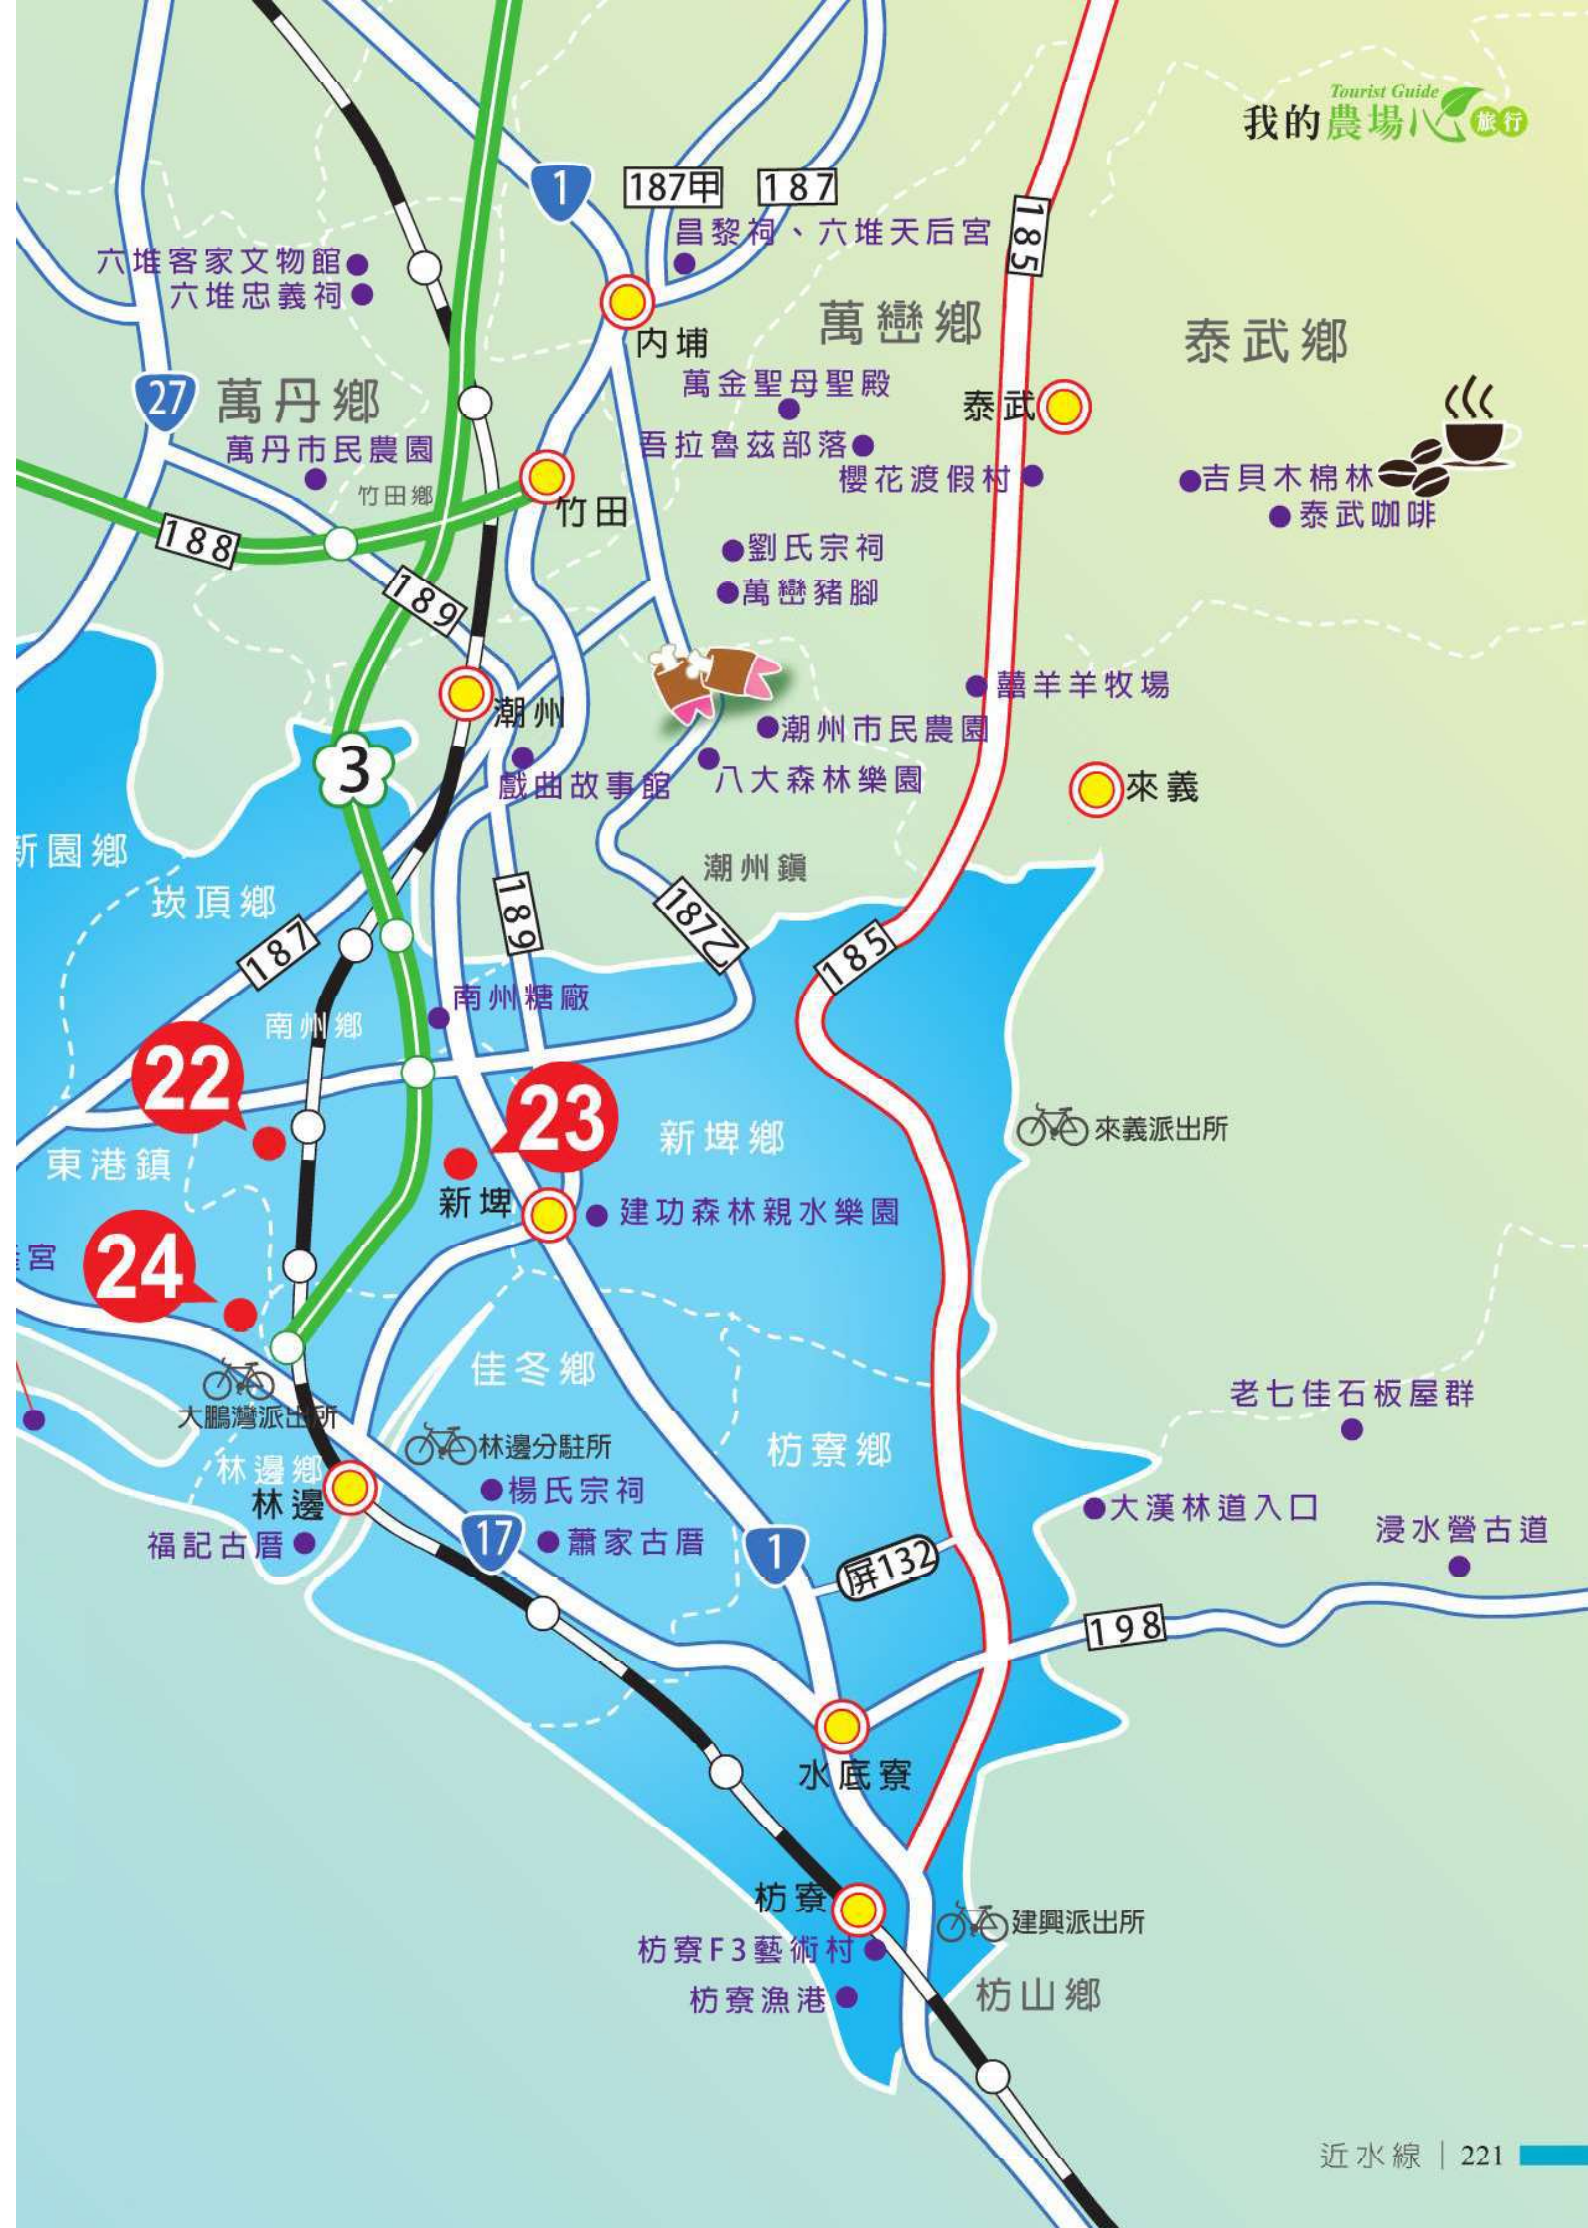 Tourist Guide
我的農場心旅行
1
187甲
187
185
昌黎祠、六堆天后宮
六堆客家文物館
六堆忠義祠
萬巒鄉
泰武鄉
内埔
27
萬丹鄉
萬金聖母聖殿
泰武
萬丹市民農園
吾拉魯茲部落
櫻花渡假村
吉貝木棉林
竹田鄉
竹田
泰武咖啡
188
劉氏宗祠
189
萬巒豬腳
潮州
囍羊羊牧場
潮州市民農園
3
戲曲故事館
八大森林樂園
來義
新園鄉
潮州鎮
崁頂鄉
189
187乙
187
185
南州糖廠
南州鄉
22
23
來義派出所
新埤鄉
東港鎮
新埤
建功森林親水樂園
宮
24
佳冬鄉
老七佳石板屋群
大鵬灣派出所
林邊分駐所
枋寮鄉
林邊鄉
楊氏宗祠
林邊
大漢林道入口
17
1
浸水營古道
福記古厝
蕭家古厝
屏132
198
水底寮
枋寮
建興派出所
枋寮F3藝術村
枋寮漁港
枋山鄉
近水線 | 221